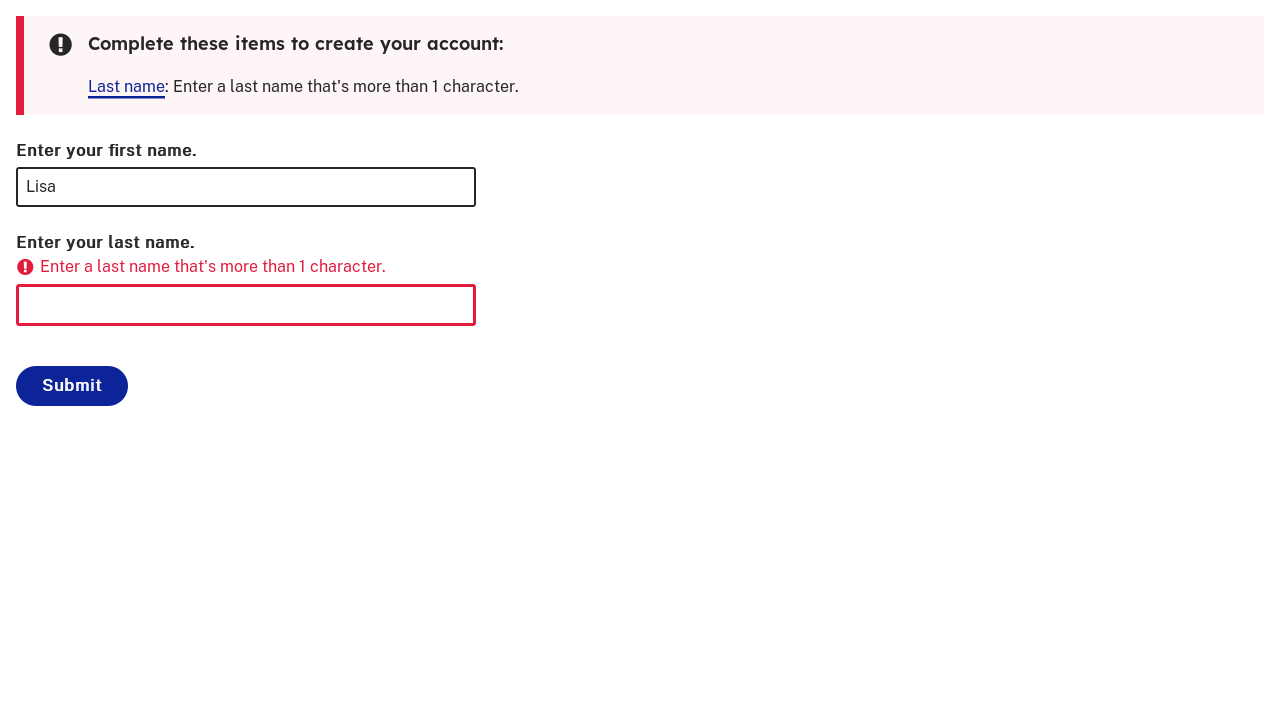 Complete these items to create your account:
Last name: Enter a last name that's more than 1 character.
Enter your first name.
Lisa
Enter your last name.
Enter a last name that's more than 1 character.
Submit